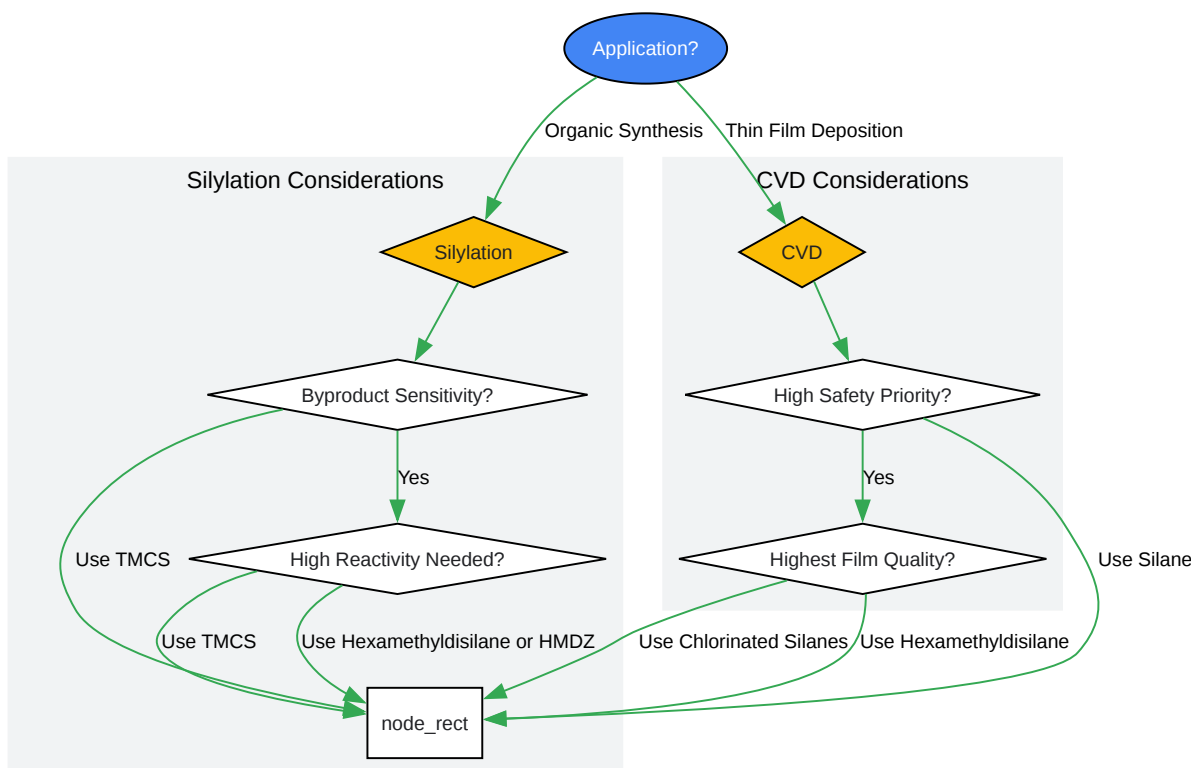 Application?
Organic Synthesis
Thin Film Deposition
Silylation Considerations
CVD Considerations
Silylation
CVD
Byproduct Sensitivity?
High Safety Priority?
Yes
Yes
Use TMCS
High Reactivity Needed?
Highest Film Quality?
Use Silane
Use TMCS
Use Hexamethyldisilane or HMDZ
Use Chlorinated Silanes
Use Hexamethyldisilane
node_rect